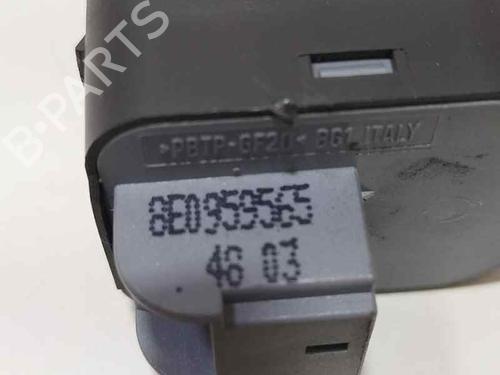 B-PARTS
>PBTP-GF20< BG1 ITALY
8E0959565
46 03